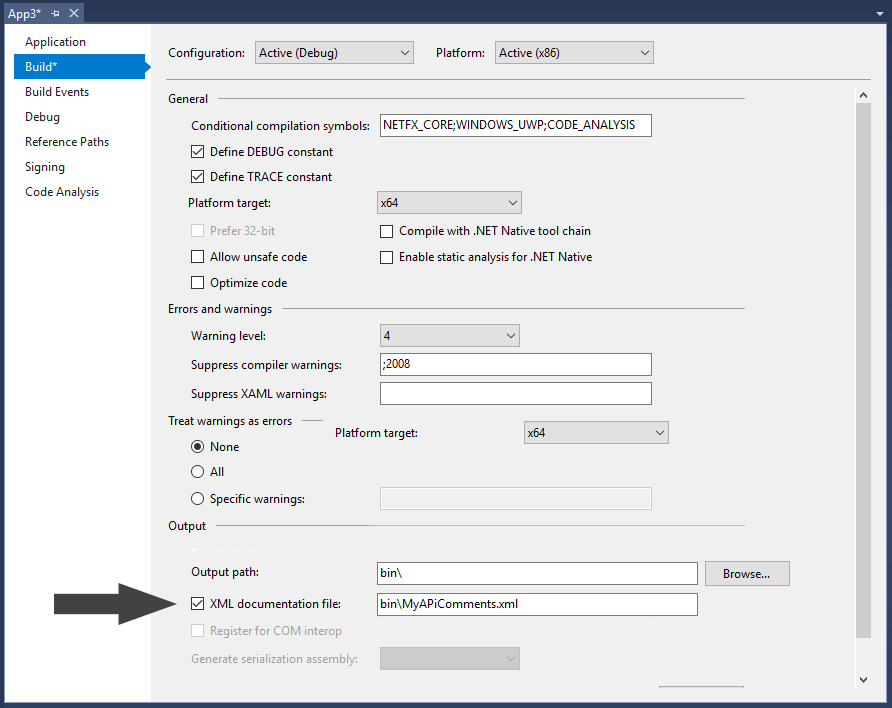 App3*
Application
Build*
Build Events
Debug
Reference Paths
Signing
Code Analysis
Configuration: Active (Debug) Platform: Active (x86)
General
Conditional compilation symbols: NETFX_CORE;WINDOWS_UWP;CODE_ANALYSIS
Define DEBUG constant
Define TRACE constant
Platform target: x64
Prefer 32-bit Compile with .NET Native tool chain
Allow unsafe code Enable static analysis for .NET Native
Optimize code
Errors and warnings
Warning level: 4
Suppress compiler warnings: ;2008
Suppress XAML warnings:
Treat warnings as errors
Platform target: x64
None
All
Specific warnings:
Output
Output path: bin\ Browse...
XML documentation file: bin\MyAPiComments.xml
Register for COM interop
Generate serialization assembly: